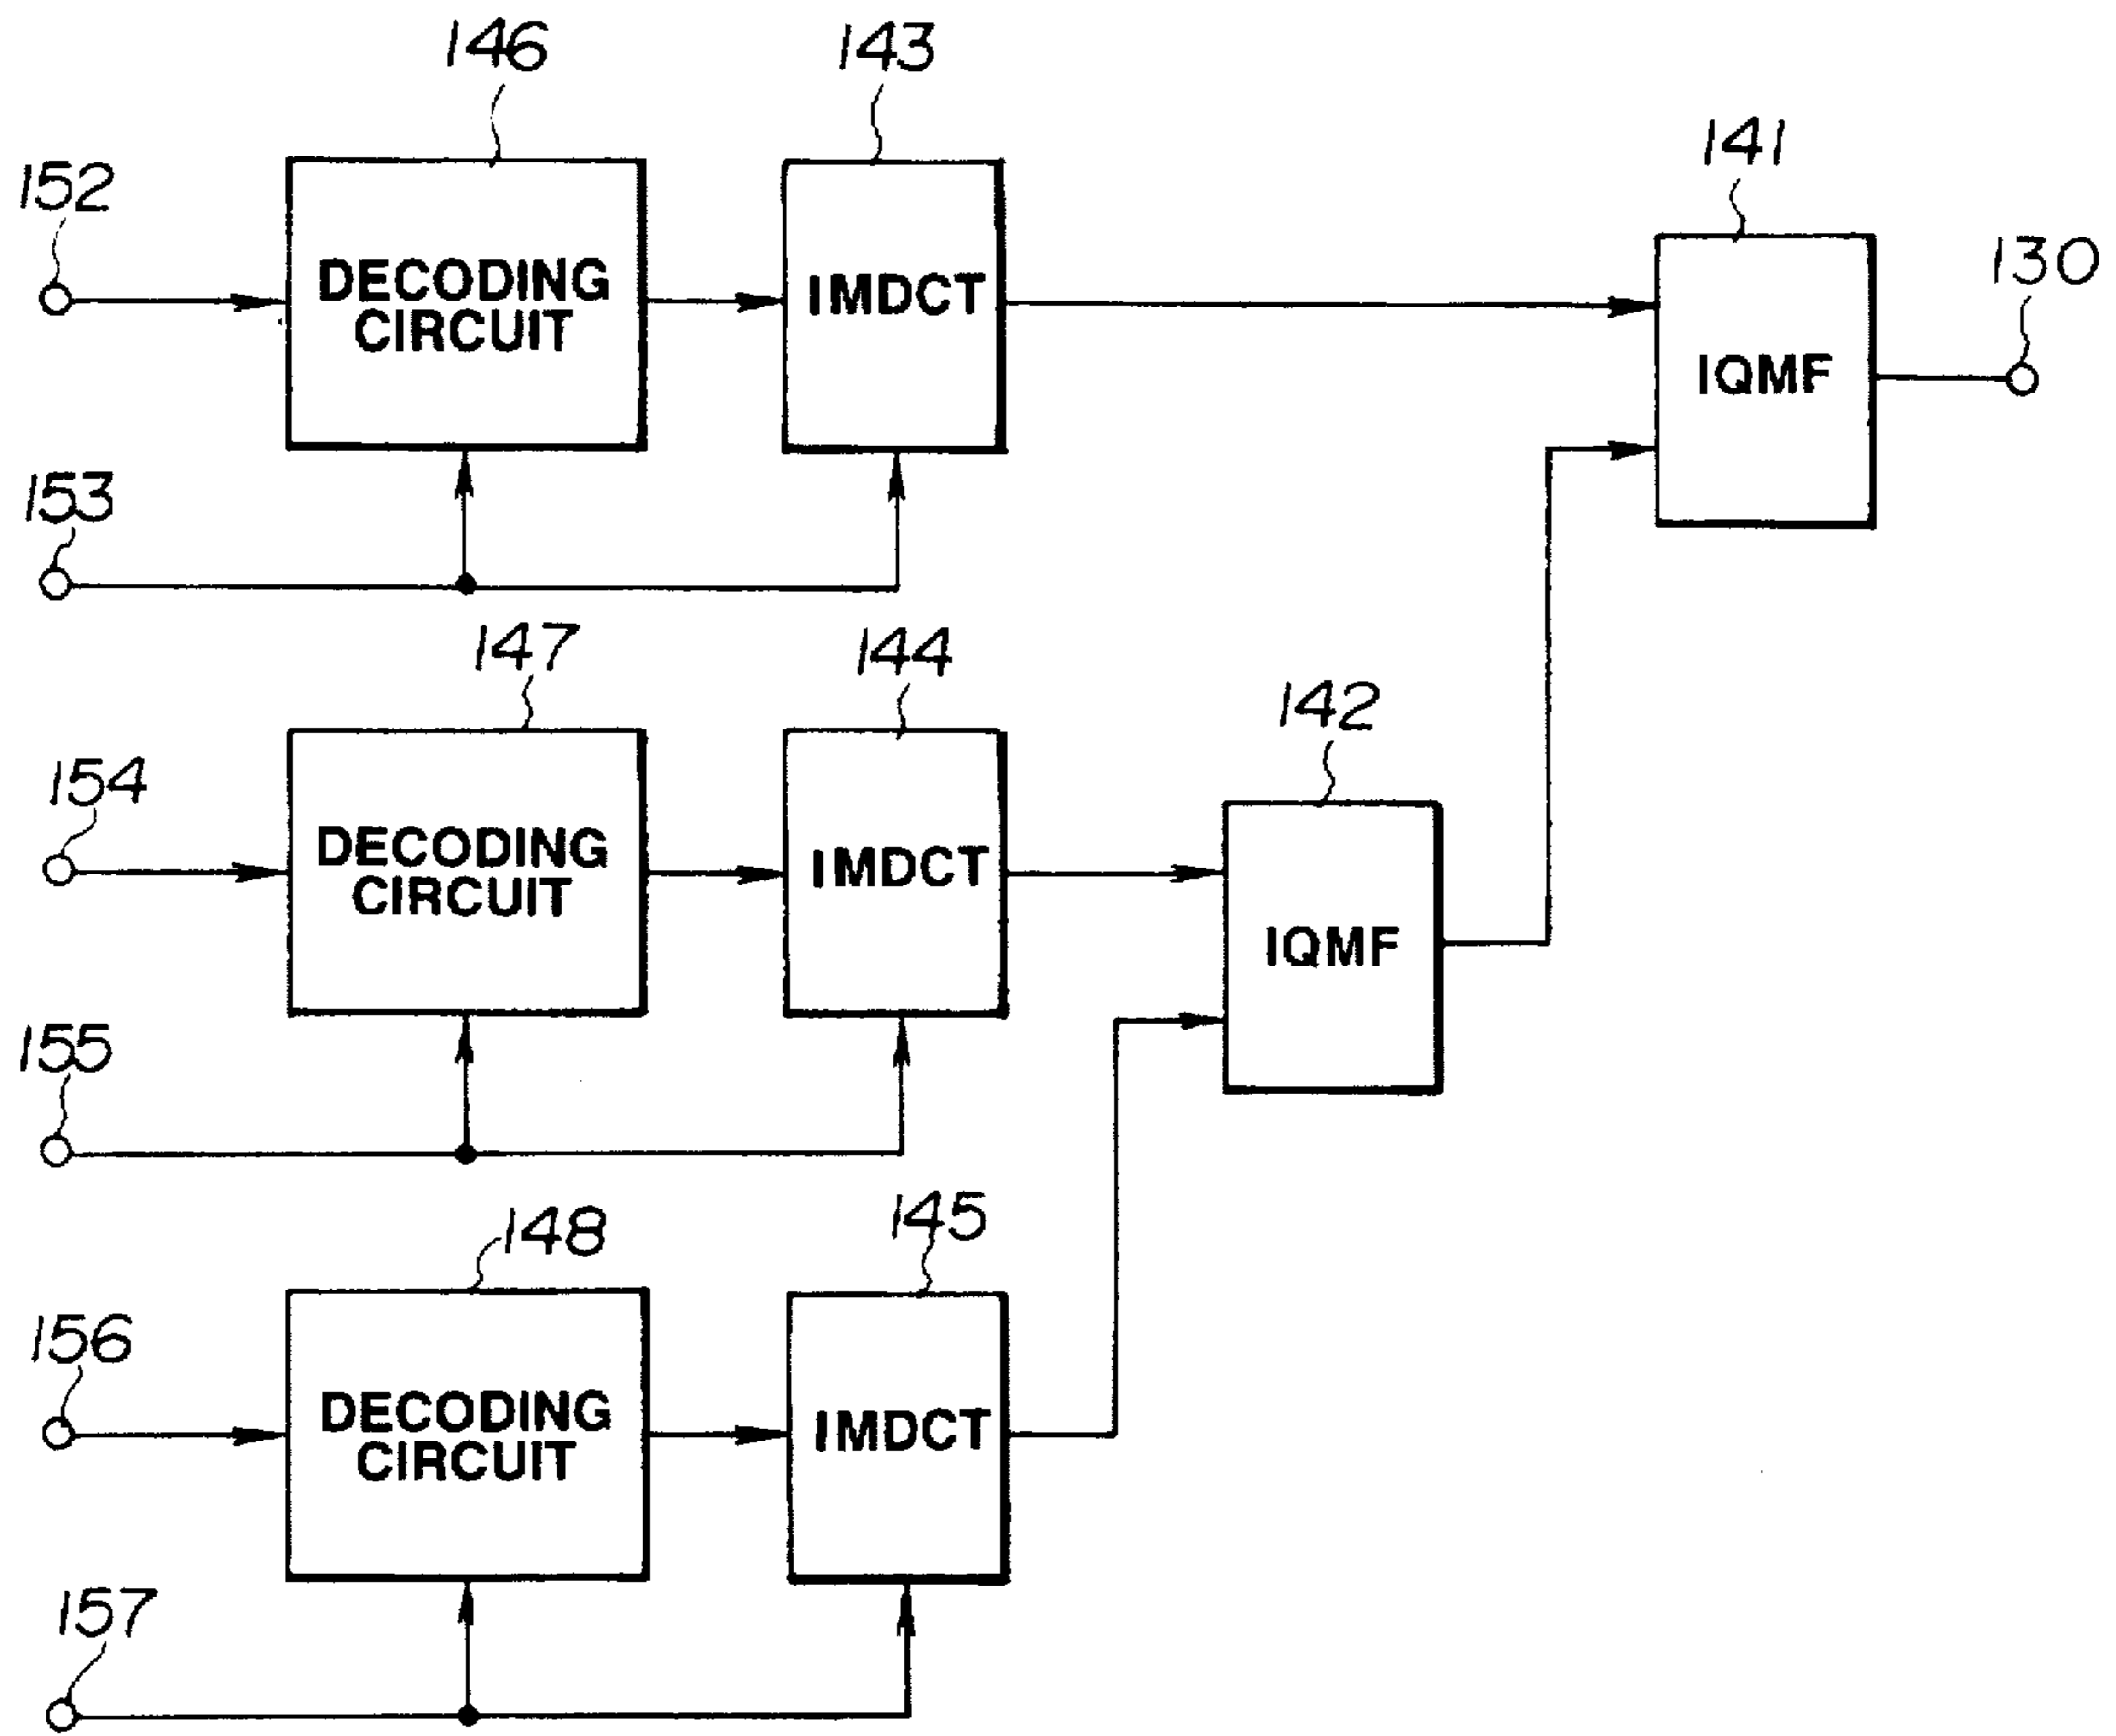 146
143
141
152
130
DECODING
CIRCUIT
IMDCT
IQMF
153
147
144
142
154
DECODING
CIRCUIT
IMDCT
IQMF
155
148
145
156
DECODING
CIRCUIT
IMDCT
157